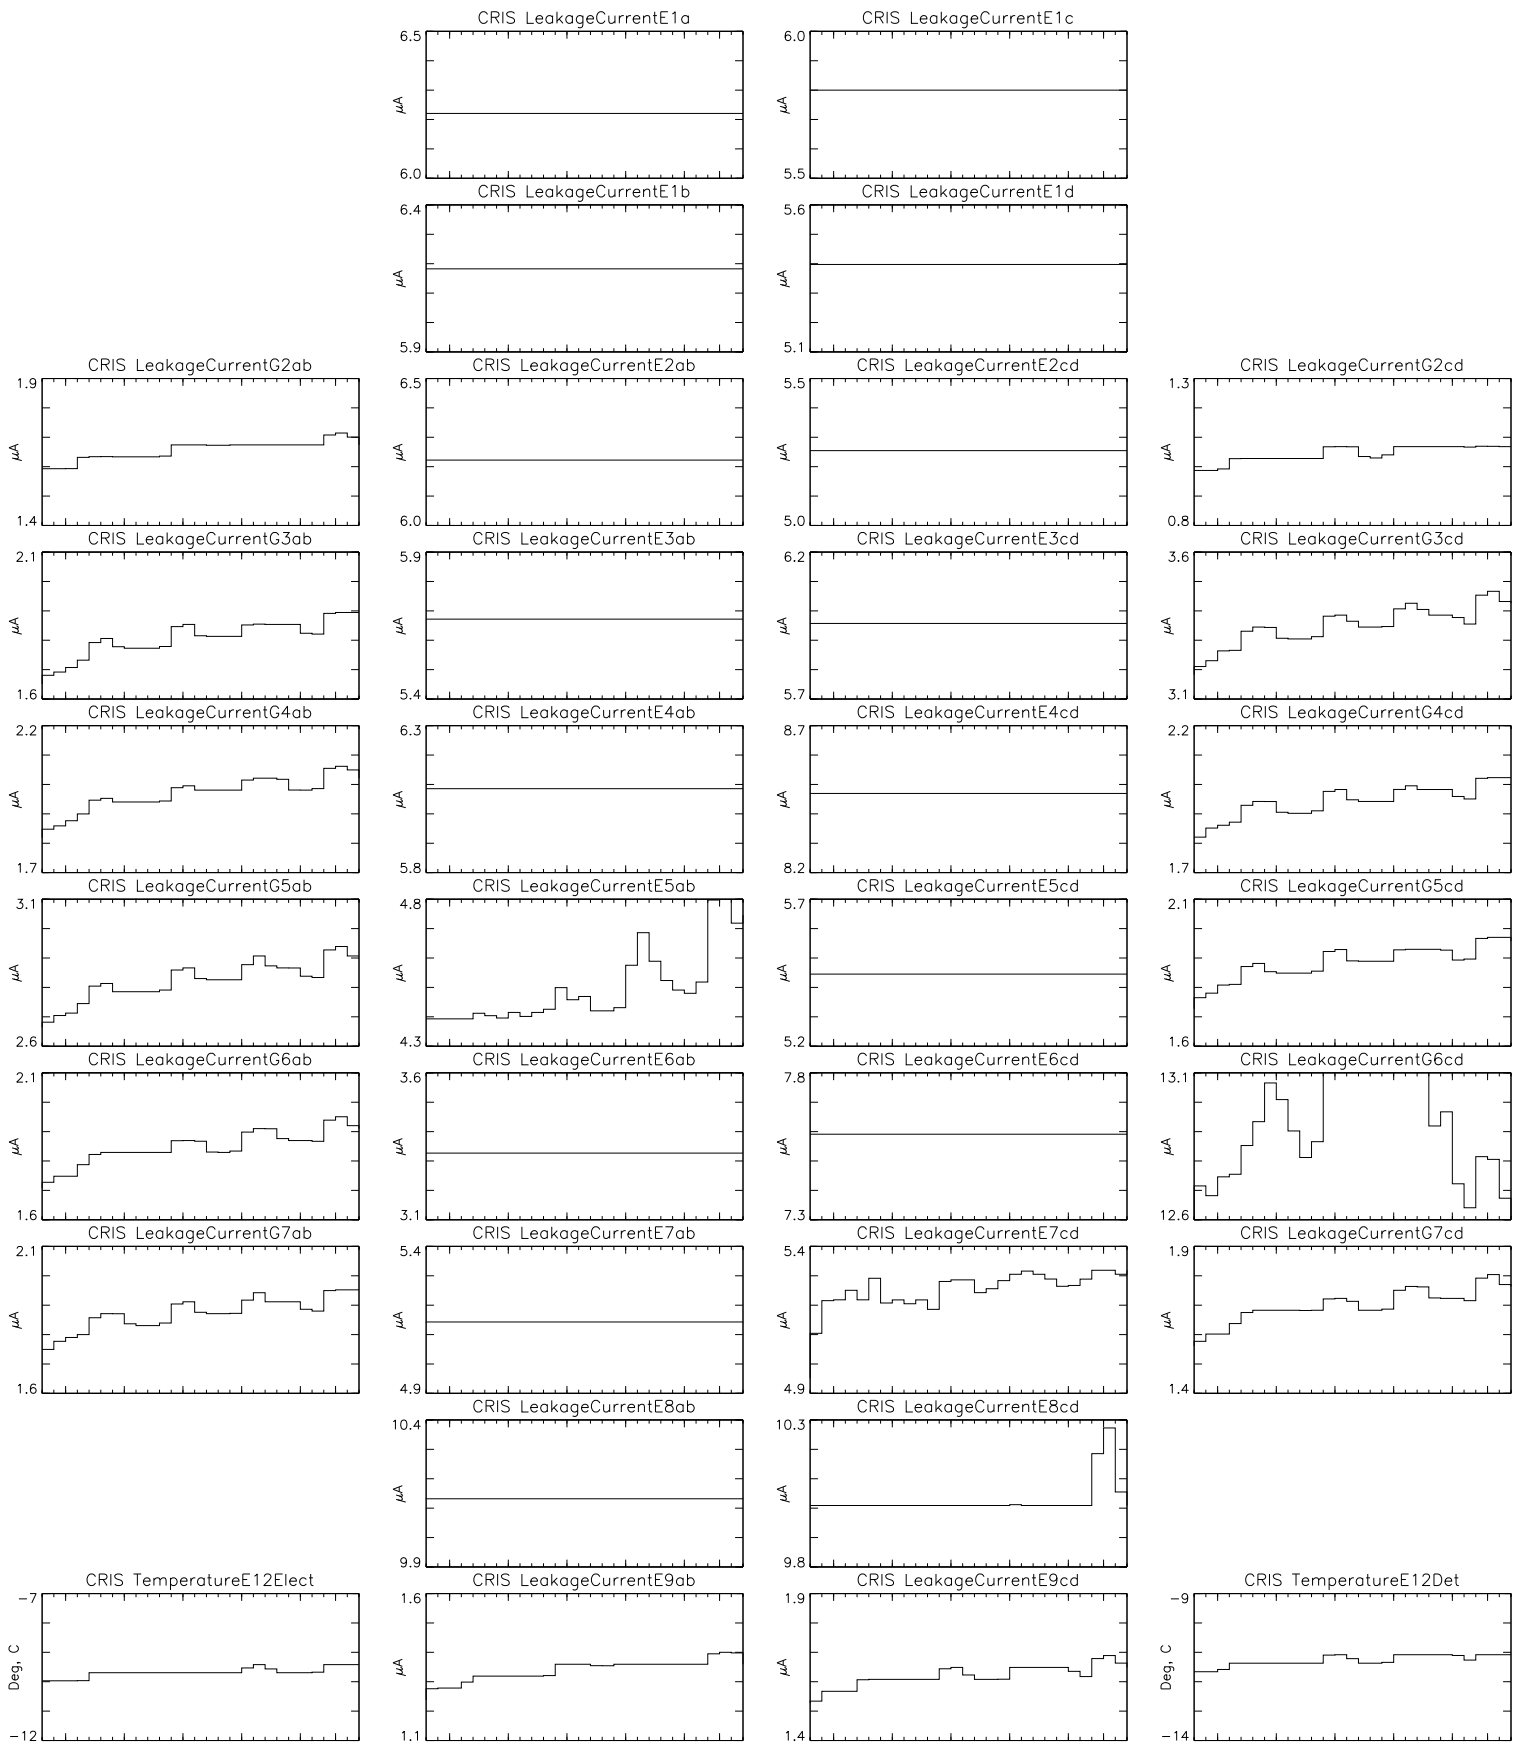 CRIS LeakageCurrentE1a
CRIS LeakageCurrentE1c
6.5
μA
6.0
6.0
μA
5.5
CRIS LeakageCurrentE1b
CRIS LeakageCurrentE1d
6.4
μA
5.9
5.6
μA
5.1
CRIS LeakageCurrentG2ab
CRIS LeakageCurrentE2ab
CRIS LeakageCurrentE2cd
CRIS LeakageCurrentG2cd
1.9
μA
1.4
6.5
μA
6.0
5.5
μA
5.0
1.3
μA
0.8
CRIS LeakageCurrentG3ab
CRIS LeakageCurrentE3ab
CRIS LeakageCurrentE3cd
CRIS LeakageCurrentG3cd
2.1
μA
1.6
5.9
μA
5.4
6.2
μA
5.7
3.6
μA
3.1
CRIS LeakageCurrentG4ab
CRIS LeakageCurrentE4ab
CRIS LeakageCurrentE4cd
CRIS LeakageCurrentG4cd
2.2
μA
1.7
6.3
μA
5.8
8.7
μA
8.2
2.2
μA
1.7
CRIS LeakageCurrentG5ab
CRIS LeakageCurrentE5ab
CRIS LeakageCurrentE5cd
CRIS LeakageCurrentG5cd
3.1
μA
2.6
4.8
μA
4.3
5.7
μA
5.2
2.1
μA
1.6
CRIS LeakageCurrentG6ab
CRIS LeakageCurrentE6ab
CRIS LeakageCurrentE6cd
CRIS LeakageCurrentG6cd
2.1
μA
1.6
3.6
μA
3.1
7.8
μA
7.3
13.1
μA
12.6
CRIS LeakageCurrentG7ab
CRIS LeakageCurrentE7ab
CRIS LeakageCurrentE7cd
CRIS LeakageCurrentG7cd
2.1
μA
1.6
5.4
μA
4.9
5.4
μA
4.9
1.9
μA
1.4
CRIS LeakageCurrentE8ab
CRIS LeakageCurrentE8cd
10.4
μA
9.9
10.3
μA
9.8
CRIS TemperatureE12Elect
CRIS LeakageCurrentE9ab
CRIS LeakageCurrentE9cd
CRIS TemperatureE12Det
-7
Deg, C
-12
1.6
μA
1.1
1.9
μA
1.4
-9
Deg, C
-14